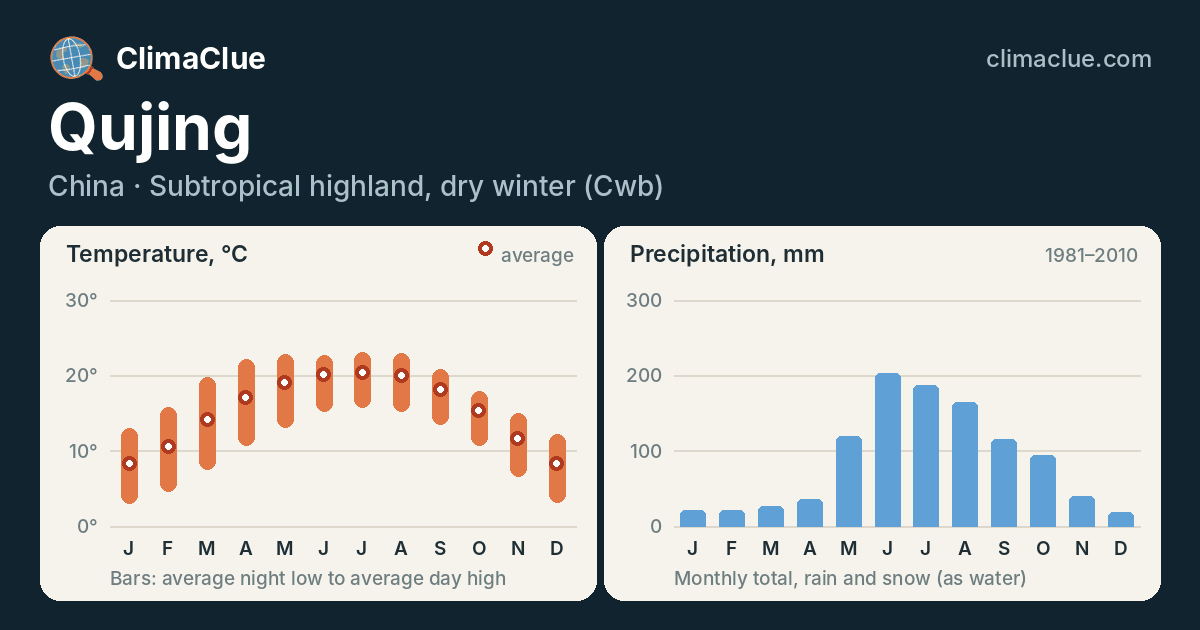 ClimaClue
climaclue.com
Qujing
China · Subtropical highland, dry winter (Cwb)
Temperature, °C
average
30°
20°
10°
0°
J F M A M J J A S O N D
Bars: average night low to average day high
Precipitation, mm
1981–2010
300
200
100
0
J F M A M J J A S O N D
Monthly total, rain and snow (as water)